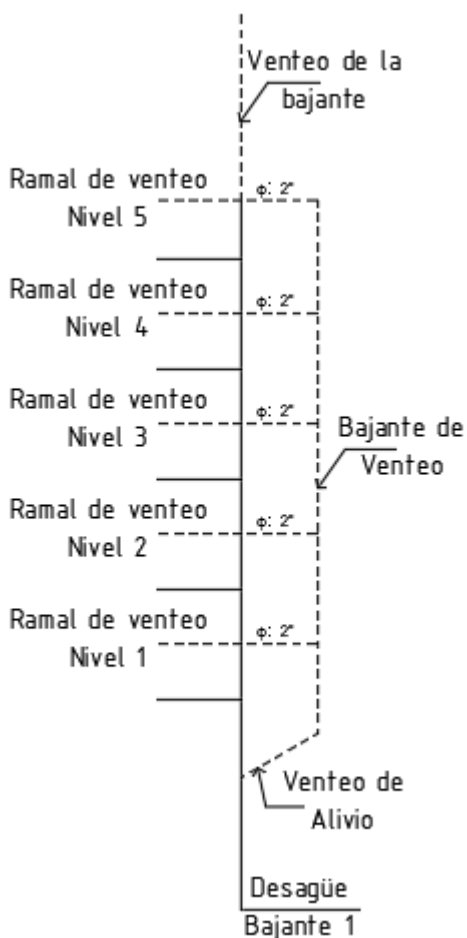 Venteo de la
bajante
Ramal de venteo
Nivel 5
φ: 2"
Ramal de venteo
Nivel 4
φ: 2"
Ramal de venteo
Nivel 3
φ: 2"
Bajante de
Venteo
Ramal de venteo
Nivel 2
φ: 2"
Ramal de venteo
Nivel 1
φ: 2"
Venteo de
Alivio
Desagüe
Bajante 1